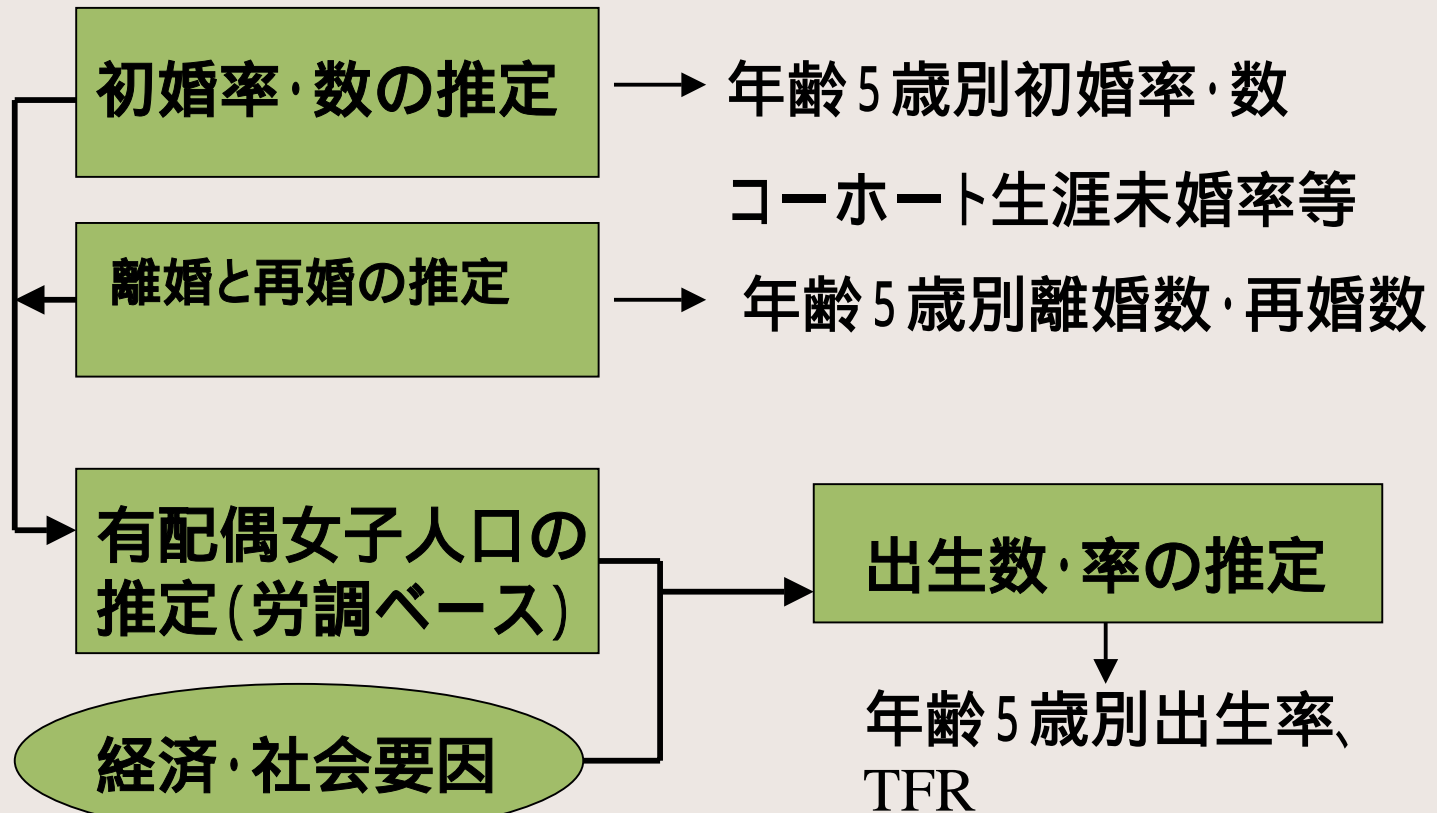 初婚率･数の推定
年齢5歳別初婚率･数
コーホート生涯未婚率等
離婚と再婚の推定
年齢5歳別離婚数･再婚数
有配偶女子人口の
推定(労調ベース)
出生数･率の推定
経済･社会要因
年齢5歳別出生率、
TFR